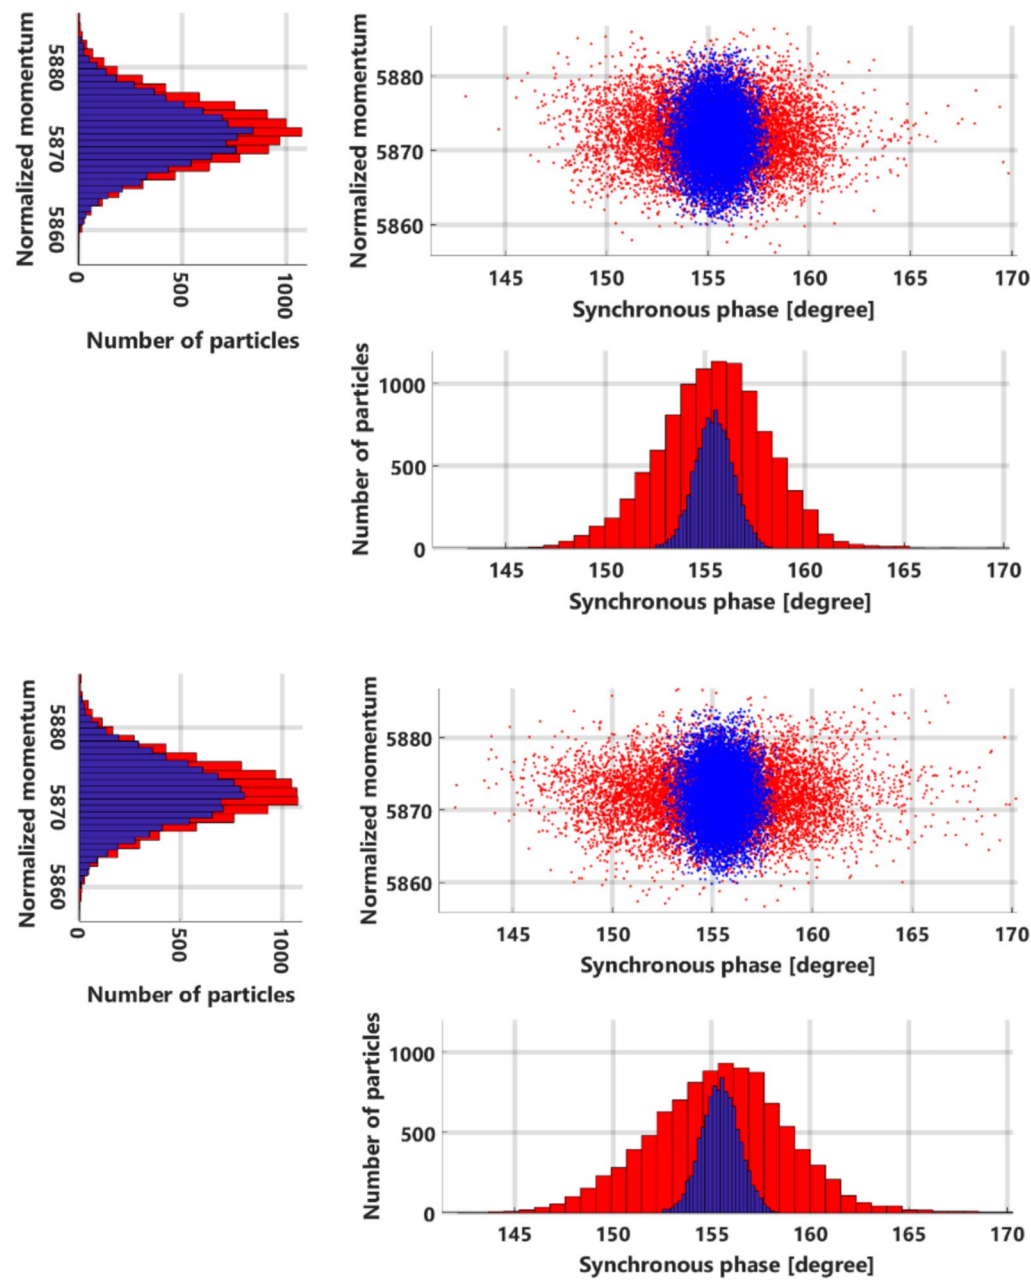 Normalized momentum
5880
5870
5860
0
500
1000
Number of particles
Normalized momentum
5880
5870
5860
145 150 155 160 165 170
Synchronous phase [degree]
Number of particles
1000
500
0
145 150 155 160 165 170
Synchronous phase [degree]
Normalized momentum
5880
5870
5860
0
500
1000
Number of particles
Normalized momentum
5880
5870
5860
145 150 155 160 165 170
Synchronous phase [degree]
Number of particles
1000
500
0
145 150 155 160 165 170
Synchronous phase [degree]